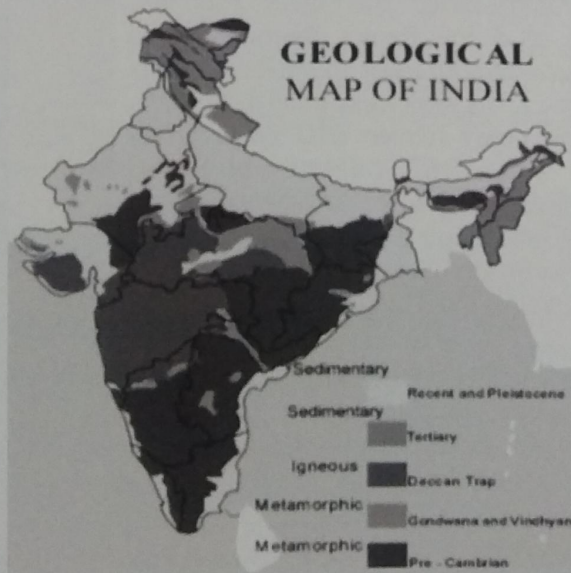 GEOLOGICAL
MAP OF INDIA
Sedimentary
Recent and Pleistocene
Sedimentary
Tertiary
Igneous
Deccan Trap
Metamorphic
Gondwana and Vindhyan
Metamorphic
Pre - Cambrian